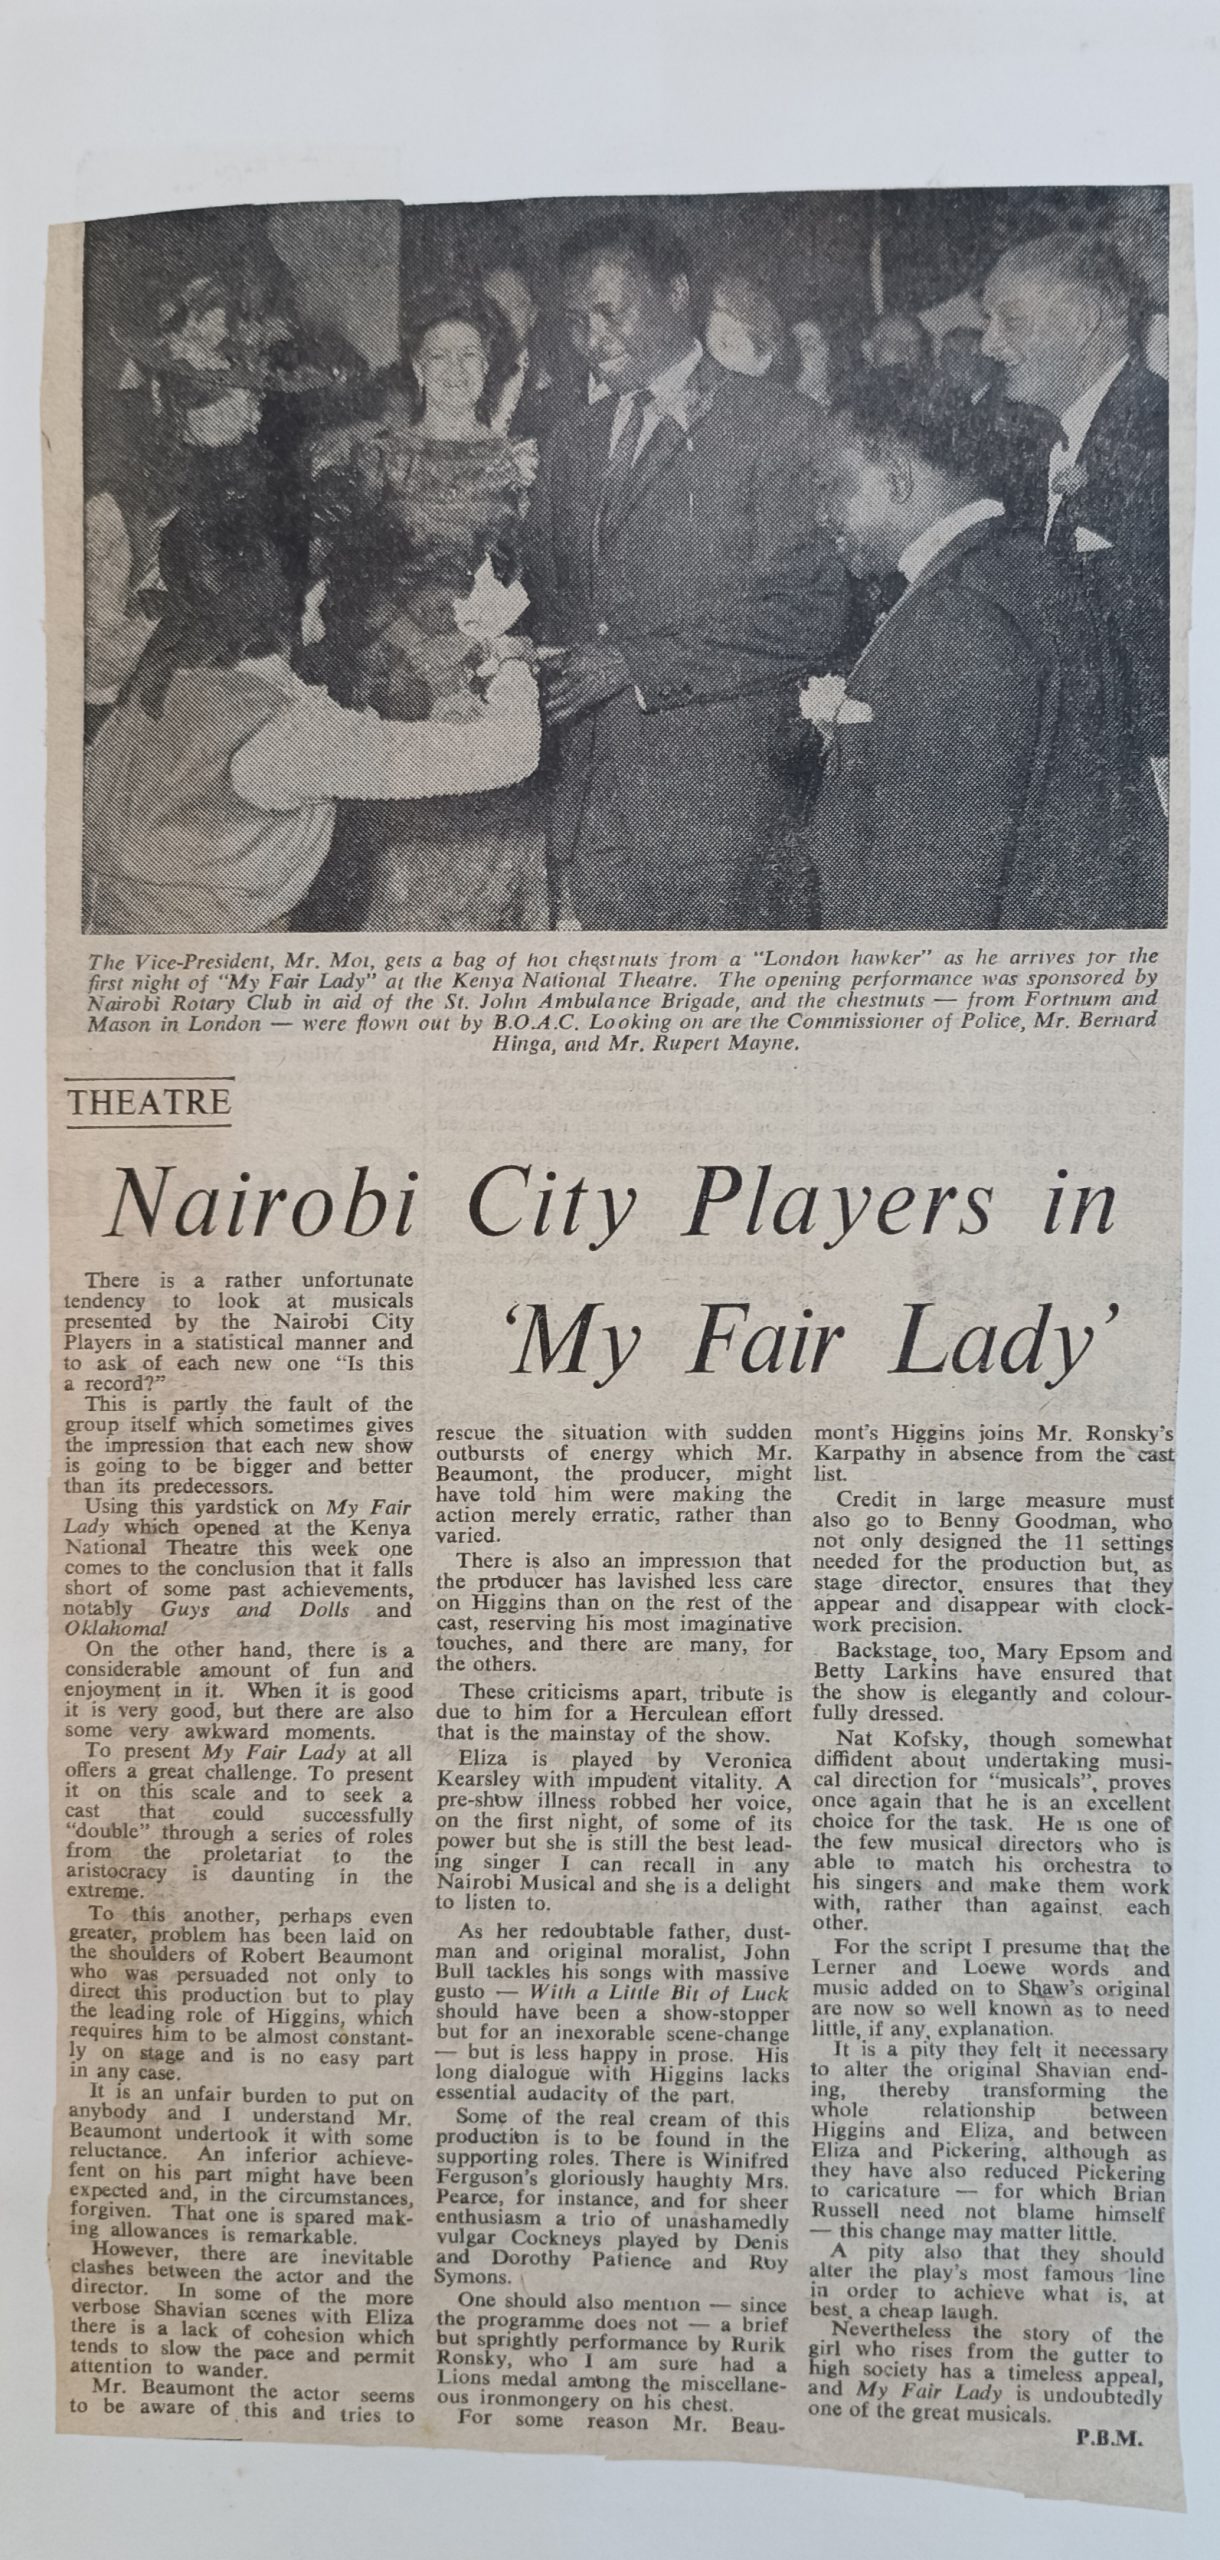 The Vice-President, Mr. Moi, gets a bag of hot chestnuts from a "London hawker" as he arrives for the
first night of "My Fair Lady" at the Kenya National Theatre. The opening performance was sponsored by
Nairobi Rotary Club in aid of the St. John Ambulance Brigade, and the chestnuts — from Fortnum and
Mason in London — were flown out by B.O.A.C. Looking on are the Commissioner of Police, Mr. Bernard
Hinga, and Mr. Rupert Mayne.
THEATRE
Nairobi City Players in
'My Fair Lady'
There is a rather unfortunate
tendency to look at musicals
presented by the Nairobi City
Players in a statistical manner and
to ask of each new one "Is this
a record?"
This is partly the fault of the
group itself which sometimes gives
the impression that each new show
is going to be bigger and better
than its predecessors.
Using this yardstick on My Fair
Lady which opened at the Kenya
National Theatre this week one
comes to the conclusion that it falls
short of some past achievements,
notably Guys and Dolls and
Oklahoma!
On the other hand, there is a
considerable amount of fun and
enjoyment in it. When it is good
it is very good, but there are also
some very awkward moments.
To present My Fair Lady at all
offers a great challenge. To present
it on this scale and to seek a
cast that could successfully
"double" through a series of roles
from the proletariat to the
aristocracy is daunting in the
extreme.
To this another, perhaps even
greater, problem has been laid on
the shoulders of Robert Beaumont
who was persuaded not only to
direct this production but to play
the leading role of Higgins, which
requires him to be almost constant-
ly on stage and is no easy part
in any case.
It is an unfair burden to put on
anybody and I understand Mr.
Beaumont undertook it with some
reluctance. An inferior achieve-
fent on his part might have been
expected and, in the circumstances,
forgiven. That one is spared mak-
ing allowances is remarkable.
However, there are inevitable
clashes between the actor and the
director. In some of the more
verbose Shavian scenes with Eliza
there is a lack of cohesion which
tends to slow the pace and permit
attention to wander.
Mr. Beaumont the actor seems
to be aware of this and tries to
rescue the situation with sudden
outbursts of energy which Mr.
Beaumont, the producer, might
have told him were making the
action merely erratic, rather than
varied.
There is also an impression that
the producer has lavished less care
on Higgins than on the rest of the
cast, reserving his most imaginative
touches, and there are many, for
the others.
These criticisms apart, tribute is
due to him for a Herculean effort
that is the mainstay of the show.
Eliza is played by Veronica
Kearsley with impudent vitality. A
pre-show illness robbed her voice,
on the first night, of some of its
power but she is still the best lead-
ing singer I can recall in any
Nairobi Musical and she is a delight
to listen to.
As her redoubtable father, dust-
man and original moralist, John
Bull tackles his songs with massive
gusto — With a Little Bit of Luck
should have been a show-stopper
but for an inexorable scene-change
— but is less happy in prose. His
long dialogue with Higgins lacks
essential audacity of the part.
Some of the real cream of this
production is to be found in the
supporting roles. There is Winifred
Ferguson's gloriously haughty Mrs.
Pearce, for instance, and for sheer
enthusiasm a trio of unashamedly
vulgar Cockneys played by Denis
and Dorothy Patience and Roy
Symons.
One should also mention — since
the programme does not — a brief
but sprightly performance by Rurik
Ronsky, who I am sure had a
Lions medal among the miscellane-
ous ironmongery on his chest.
For some reason Mr. Beau-
mont's Higgins joins Mr. Ronsky's
Karpathy in absence from the cast
list.
Credit in large measure must
also go to Benny Goodman, who
not only designed the 11 settings
needed for the production but, as
stage director, ensures that they
appear and disappear with clock-
work precision.
Backstage, too, Mary Epsom and
Betty Larkins have ensured that
the show is elegantly and colour-
fully dressed.
Nat Kofsky, though somewhat
diffident about undertaking musi-
cal direction for "musicals", proves
once again that he is an excellent
choice for the task. He is one of
the few musical directors who is
able to match his orchestra to
his singers and make them work
with, rather than against, each
other.
For the script I presume that the
Lerner and Loewe words and
music added on to Shaw's original
are now so well known as to need
little, if any, explanation.
It is a pity they felt it necessary
to alter the original Shavian end-
ing, thereby transforming the
whole relationship between
Higgins and Eliza, and between
Eliza and Pickering, although as
they have also reduced Pickering
to caricature — for which Brian
Russell need not blame himself
— this change may matter little.
A pity also that they should
alter the play's most famous line
in order to achieve what is, at
best, a cheap laugh.
Nevertheless the story of the
girl who rises from the gutter to
high society has a timeless appeal,
and My Fair Lady is undoubtedly
one of the great musicals.
P.B.M.